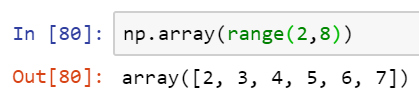 In [80]: np.array(range(2,8))
Out[80]: array([2, 3, 4, 5, 6, 7])